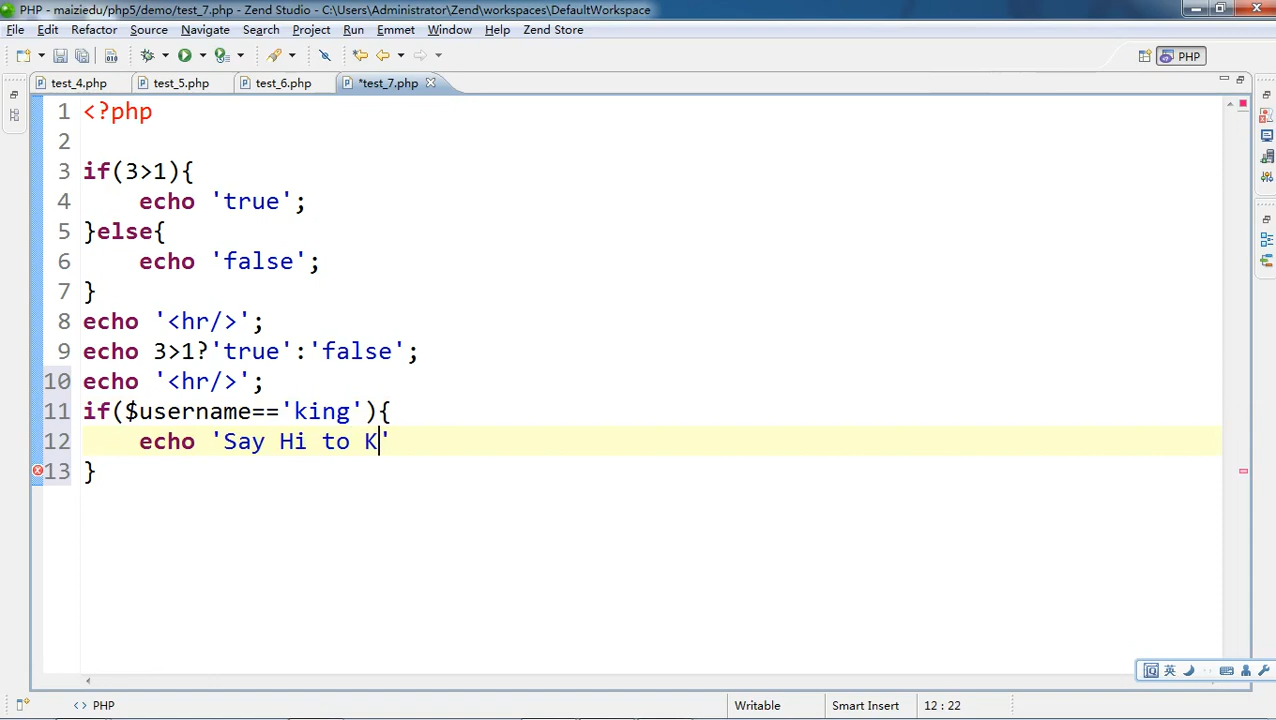 PHP - maiziedu/php5/demo/test_7.php - Zend Studio - C:\Users\Administrator\Zend\workspaces\DefaultWorkspace
File Edit Refactor Source Navigate Search Project Run Emmet Window Help Zend Store
PHP
test_4.php test_5.php test_6.php *test_7.php
1 <?php
2
3 if(3>1){
4     echo 'true';
5 }else{
6     echo 'false';
7 }
8 echo '<hr/>';
9 echo 3>1?'true':'false';
10 echo '<hr/>';
11 if($username=='king'){
12     echo 'Say Hi to K'
13 }
英
<> PHP Writable Smart Insert 12 : 22